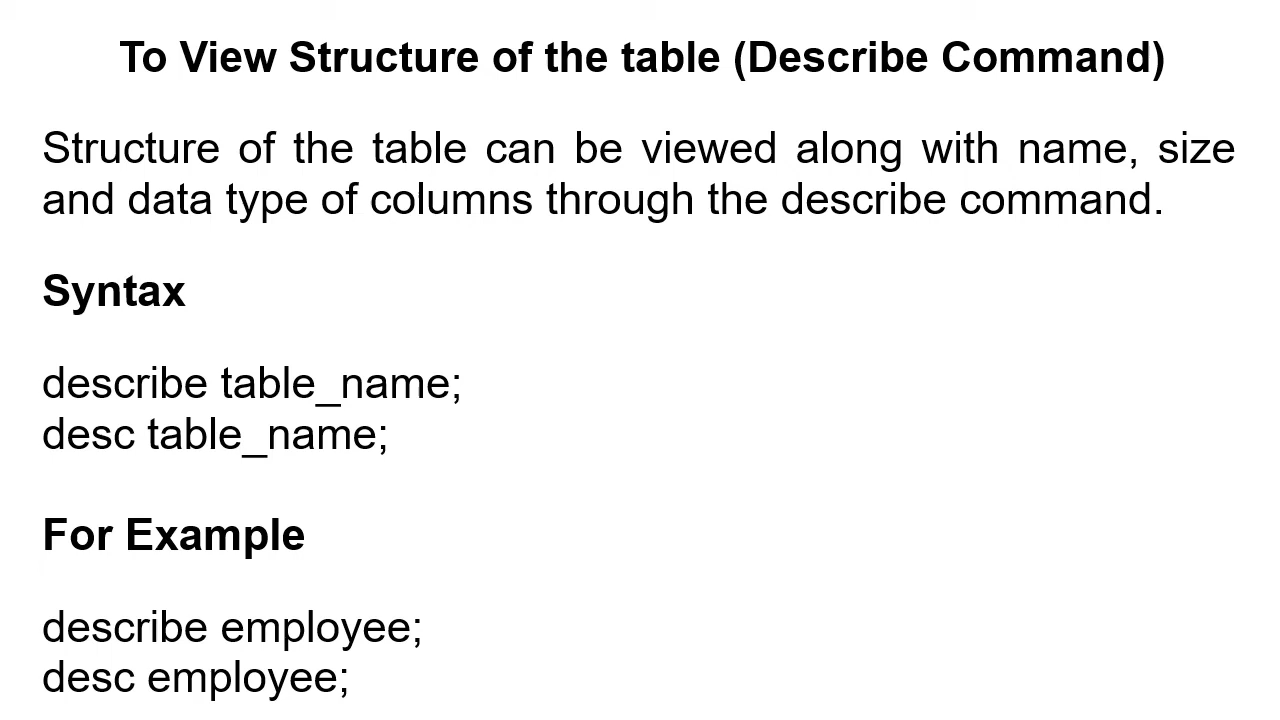 To View Structure of the table (Describe Command)
Structure of the table can be viewed along with name, size
and data type of columns through the describe command.
Syntax
describe table_name;
desc table_name;
For Example
describe employee;
desc employee;